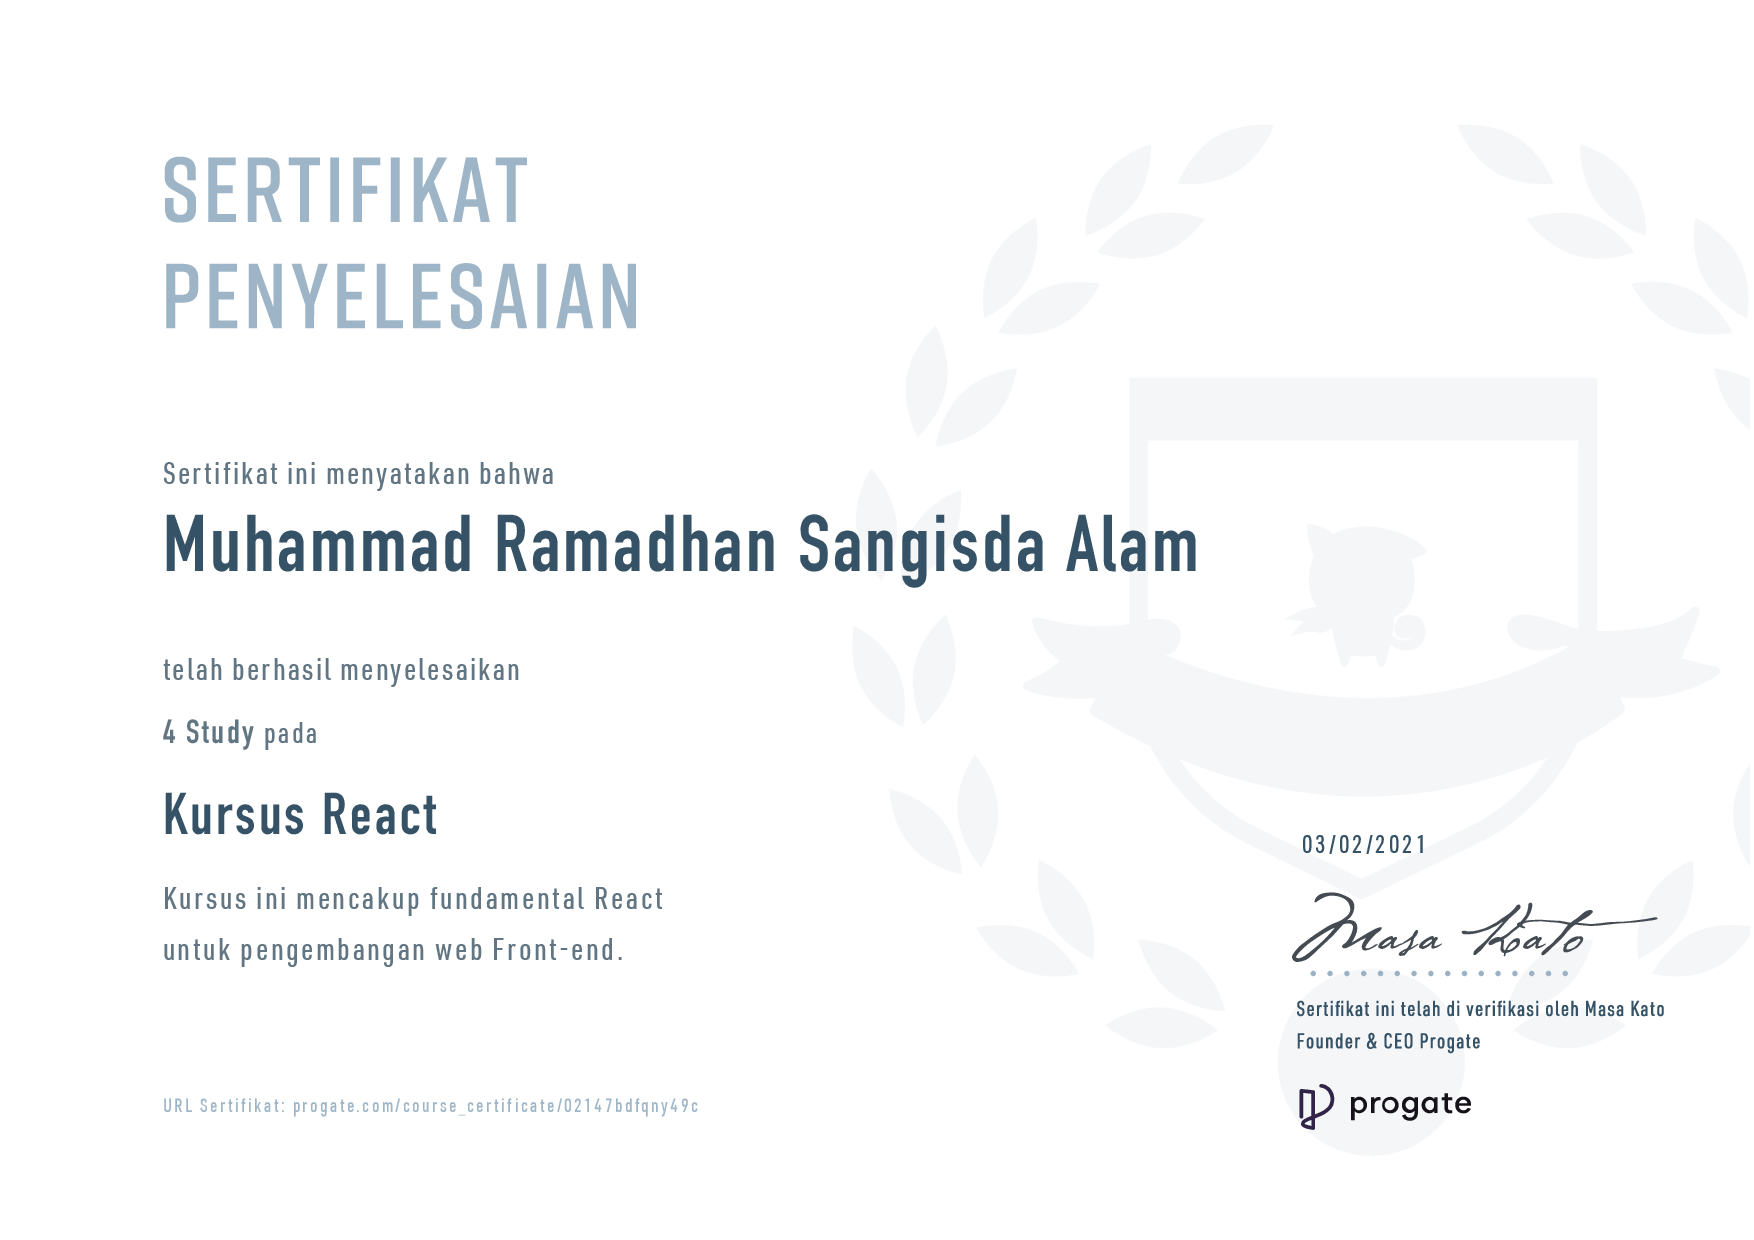 SERTIFIKAT
PENYELESAIAN
Sertifikat ini menyatakan bahwa
Muhammad Ramadhan Sangisda Alam
telah berhasil menyelesaikan
4 Study pada
Kursus React
Kursus ini mencakup fundamental React
untuk pengembangan web Front-end.
URL Sertifikat: progate.com/course_certificate/02147bdfqny49c
03/02/2021
Masa Kato
Sertifikat ini telah di verifikasi oleh Masa Kato
Founder & CEO Progate
progate